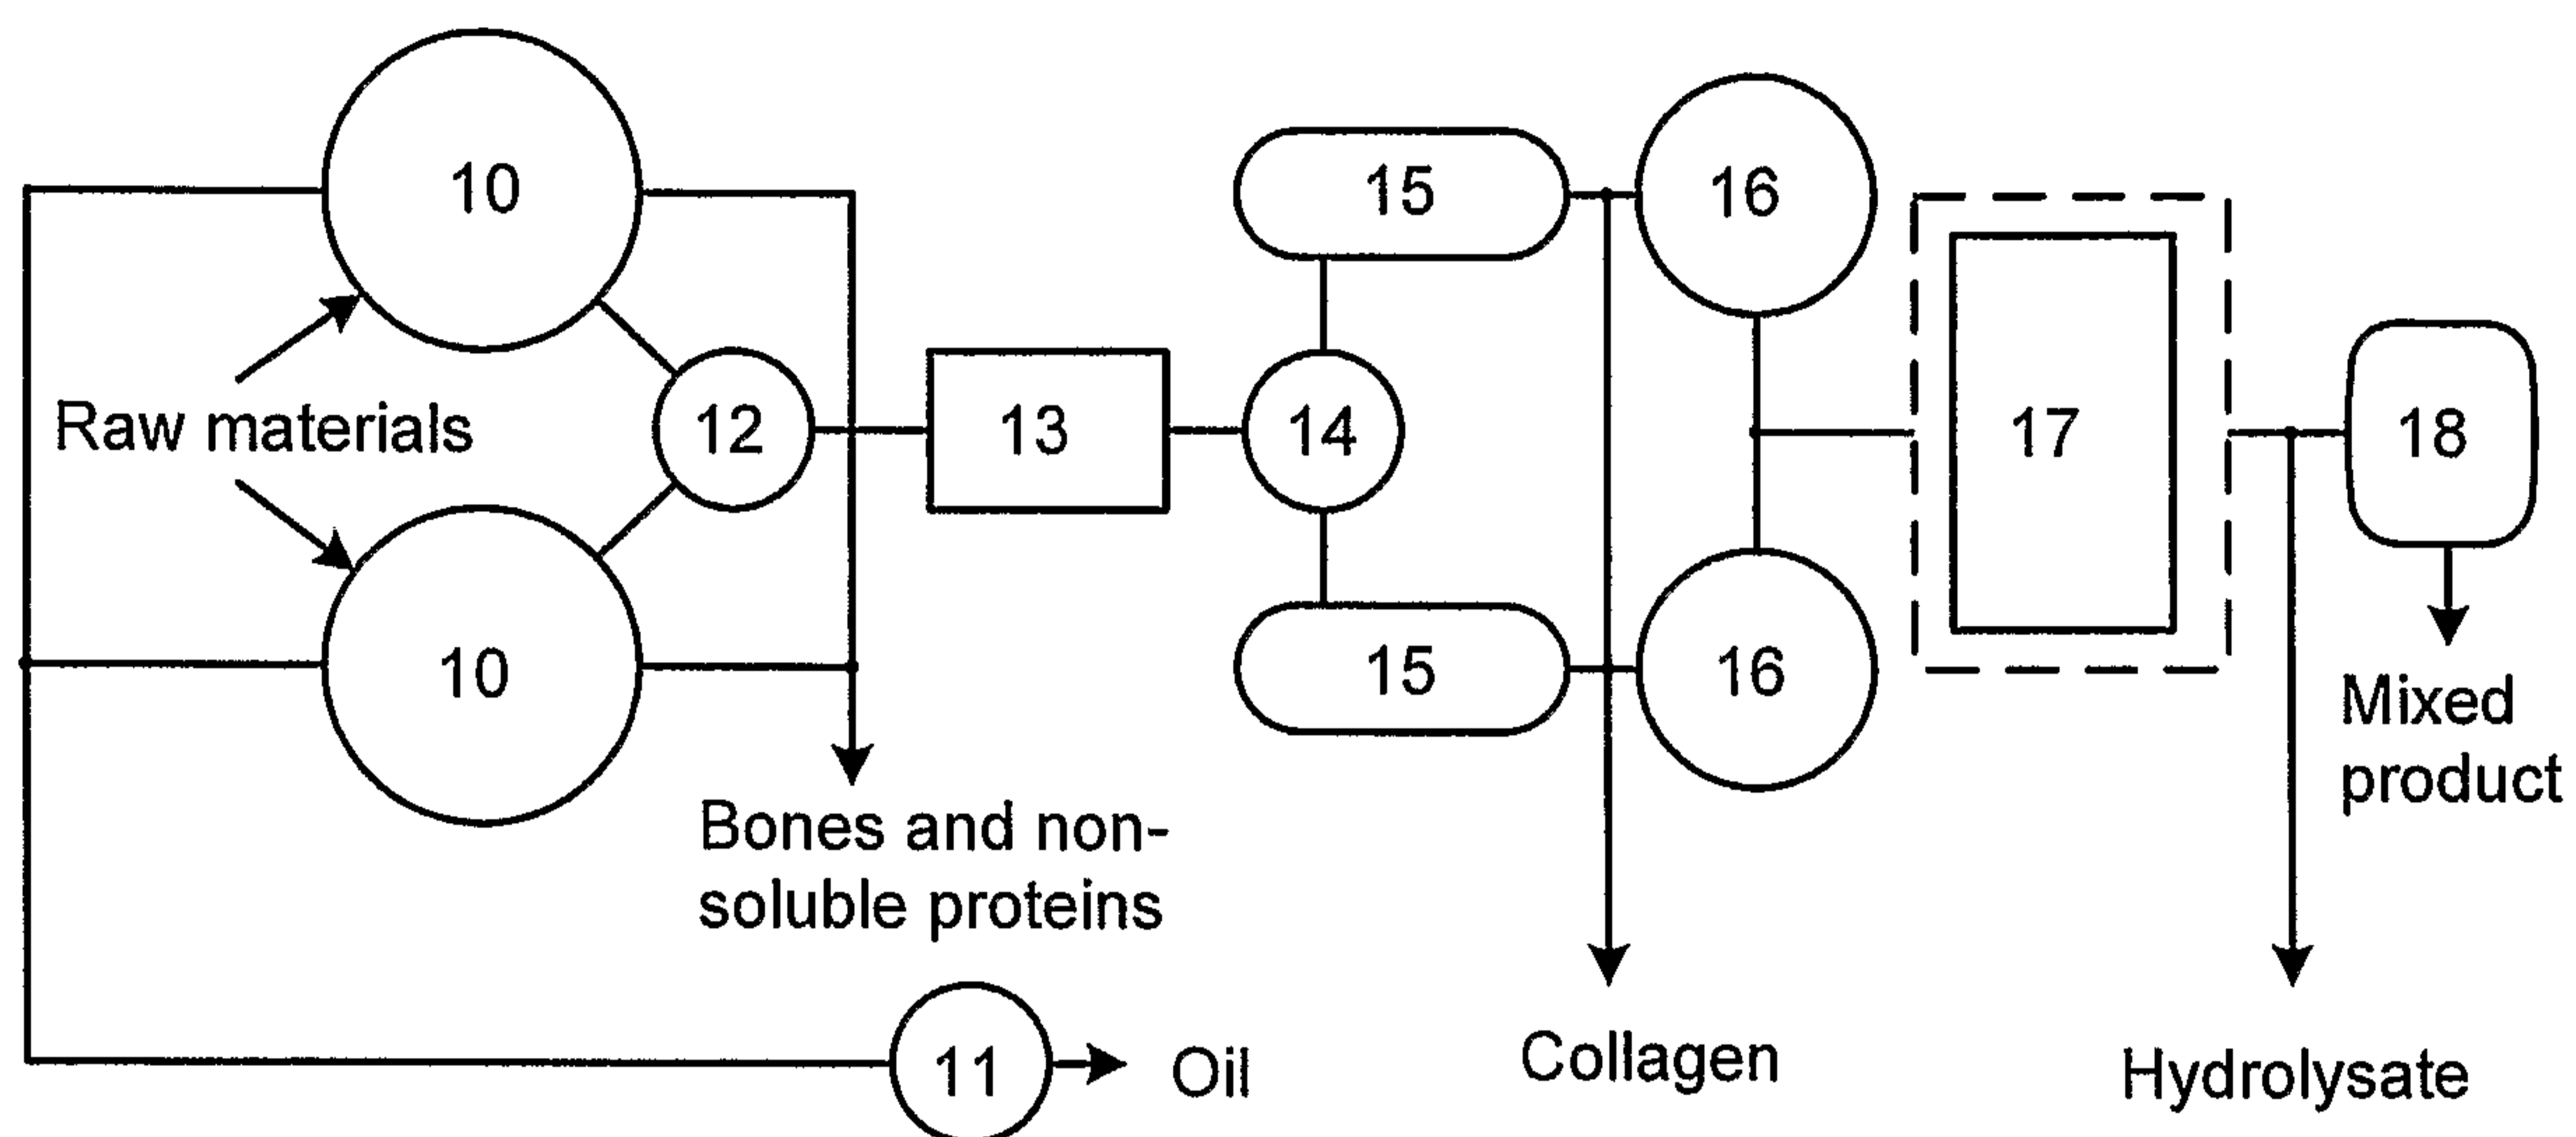 10
15
16
Raw materials
12
13
14
17
18
10
15
16
Mixed
product
Bones and non-
soluble proteins
11
Oil
Collagen
Hydrolysate